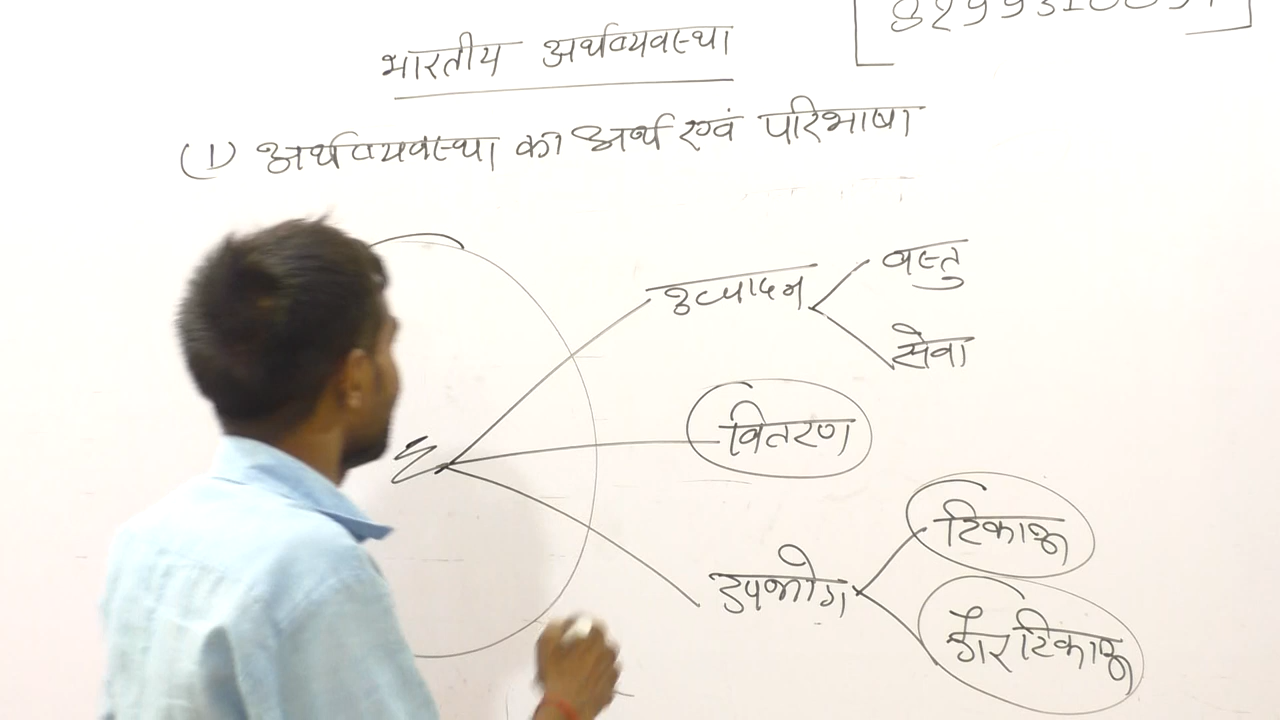 भारतीय अर्थव्यवस्था
(1) अर्थव्यवस्था का अर्थ एवं परिभाषा
उत्पादन
वस्तु
सेवा
वितरण
उपभोग
टिकाऊ
गैर टिकाऊ